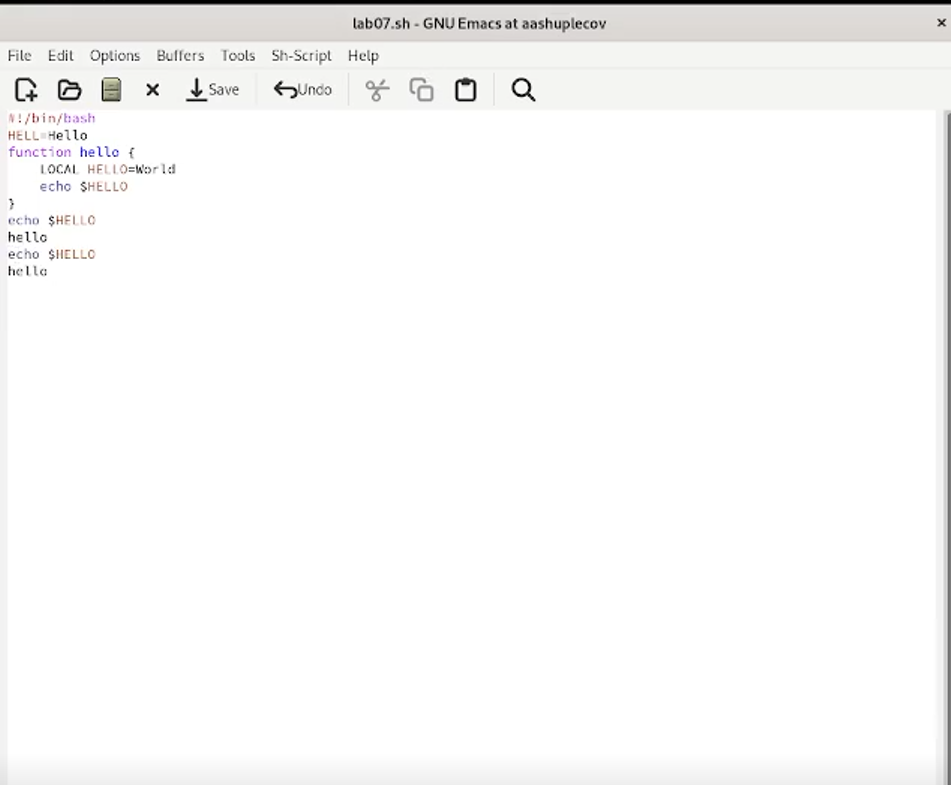 lab07.sh - GNU Emacs at aashuplecov
File Edit Options Buffers Tools Sh-Script Help
Save Undo
#!/bin/bash
HELL=Hello
function hello {
    LOCAL HELLO=World
    echo $HELLO
}
echo $HELLO
hello
echo $HELLO
hello